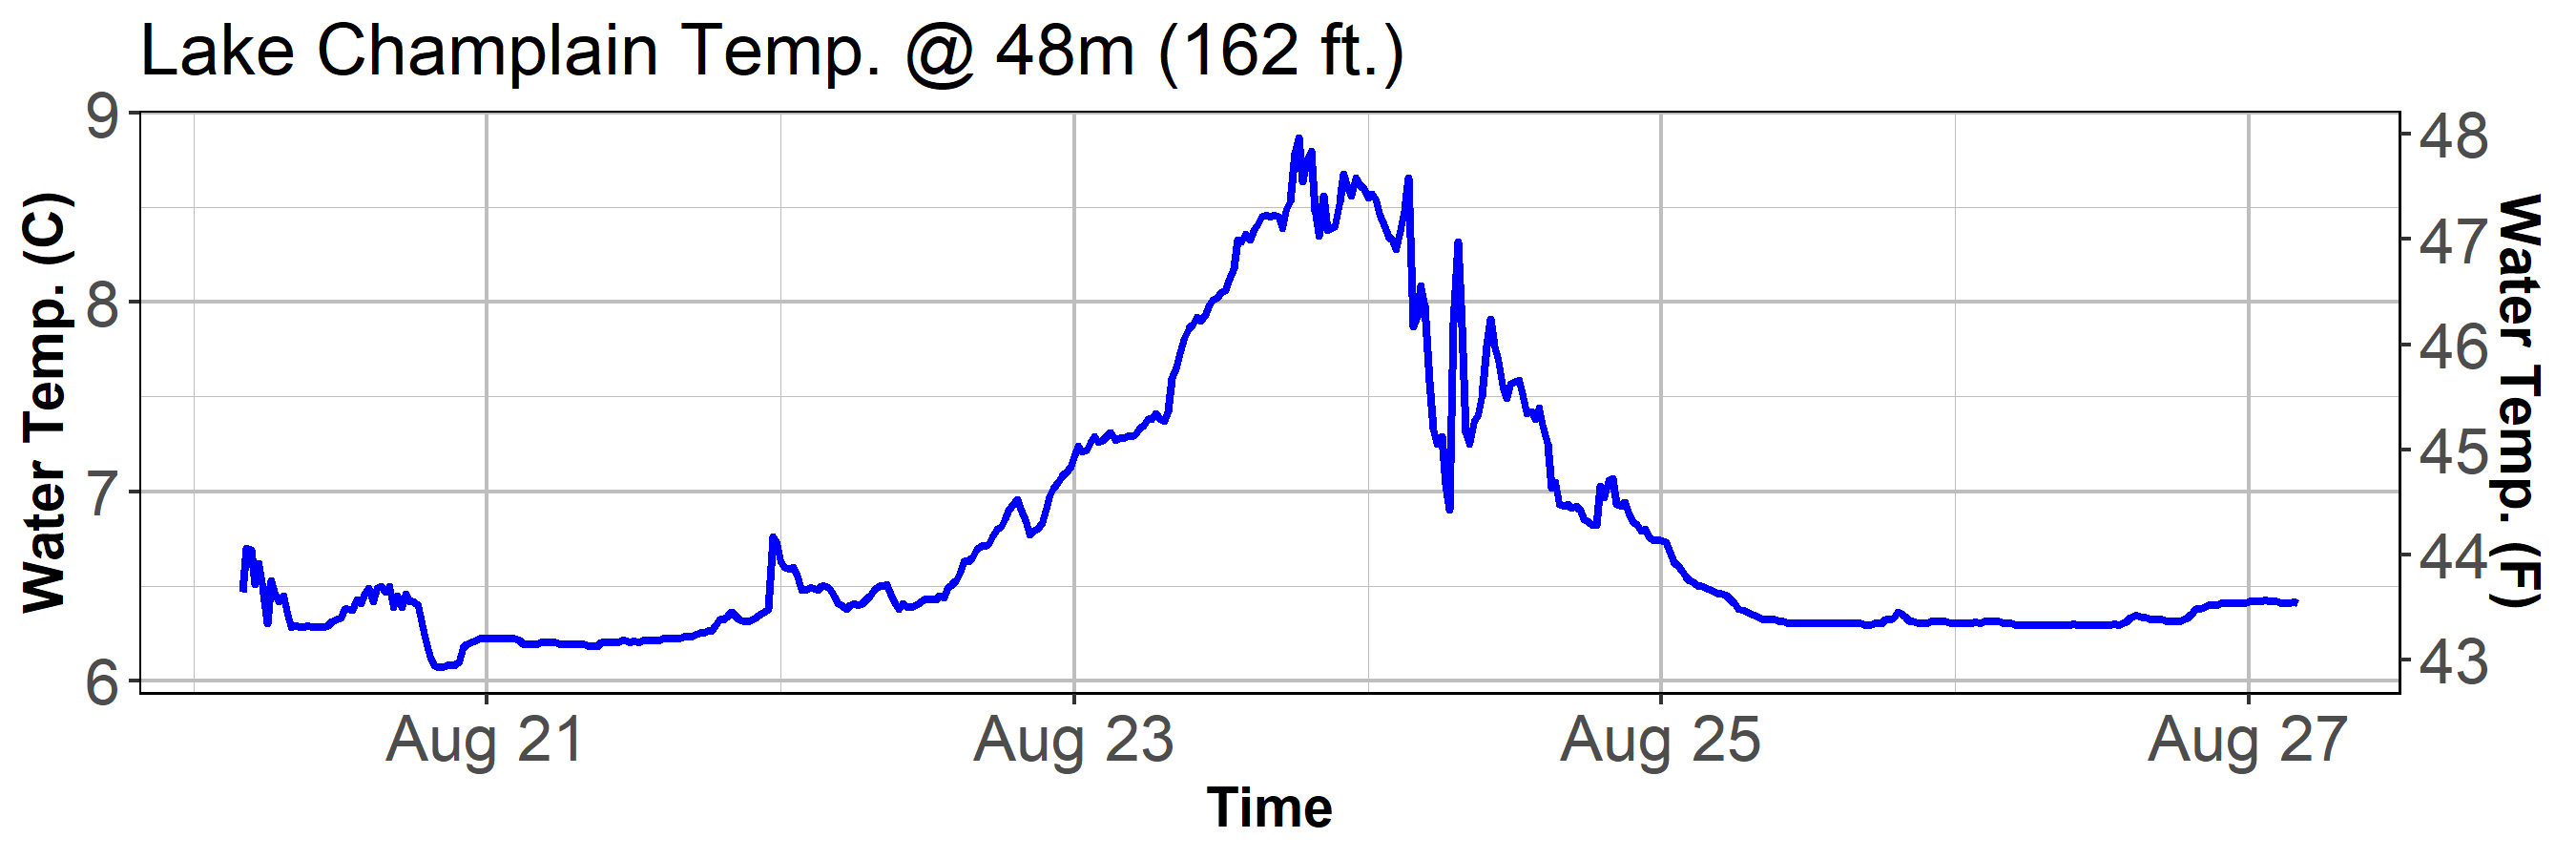 Lake Champlain Temp. @ 48m (162 ft.)
Water Temp. (C)
9
8
7
6
48
47
46
45
44
43
Water Temp. (F)
Aug 21
Aug 23
Aug 25
Aug 27
Time